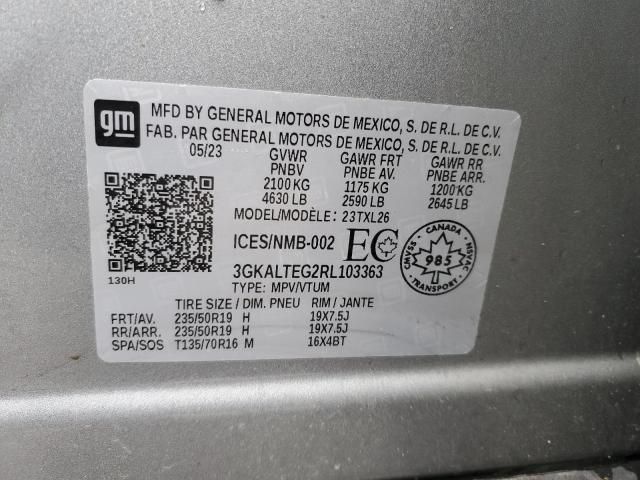 gm
MFD BY GENERAL MOTORS DE MEXICO, S. DE R.L. DE C.V.
FAB. PAR GENERAL MOTORS DE MEXICO, S. DE R.L. DE C.V.
05/23 GVWR GAWR FRT GAWR RR
PNBV PNBE AV. PNBE ARR.
2100 KG 1175 KG 1200 KG
4630 LB 2590 LB 2645 LB
MODEL/MODÈLE: 23TXL26
ICES/NMB-002 EC
CANADA
CMVSS 985 NSVAC
TRANSPORT
130H
3GKALTEG2RL103363
TYPE: MPV/VTUM
TIRE SIZE / DIM. PNEU RIM / JANTE
FRT/AV. 235/50R19 H 19X7.5J
RR/ARR. 235/50R19 H 19X7.5J
SPA/SOS T135/70R16 M 16X4BT